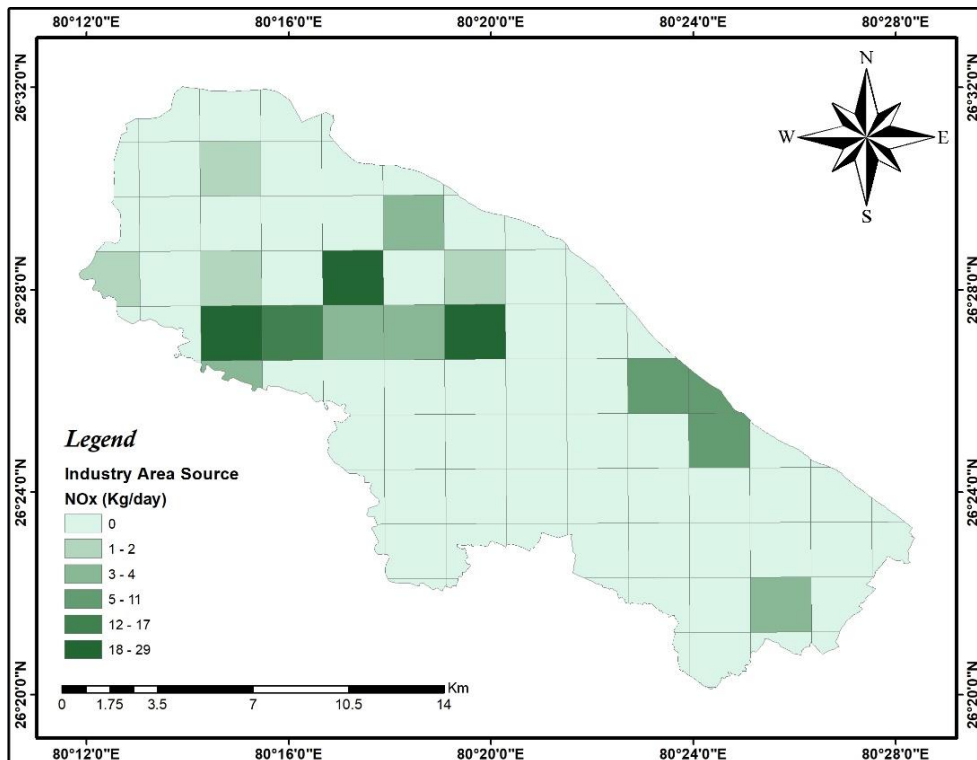 80°12'0"E 80°16'0"E 80°20'0"E 80°24'0"E 80°28'0"E
26°32'0"N 26°32'0"N
N
W E
S
26°28'0"N 26°28'0"N
Legend
Industry Area Source
NOx (Kg/day)
0
1 - 2
3 - 4
5 - 11
12 - 17
18 - 29
26°24'0"N 26°24'0"N
Km
0 1.75 3.5 7 10.5 14
26°20'0"N 26°20'0"N
80°12'0"E 80°16'0"E 80°20'0"E 80°24'0"E 80°28'0"E